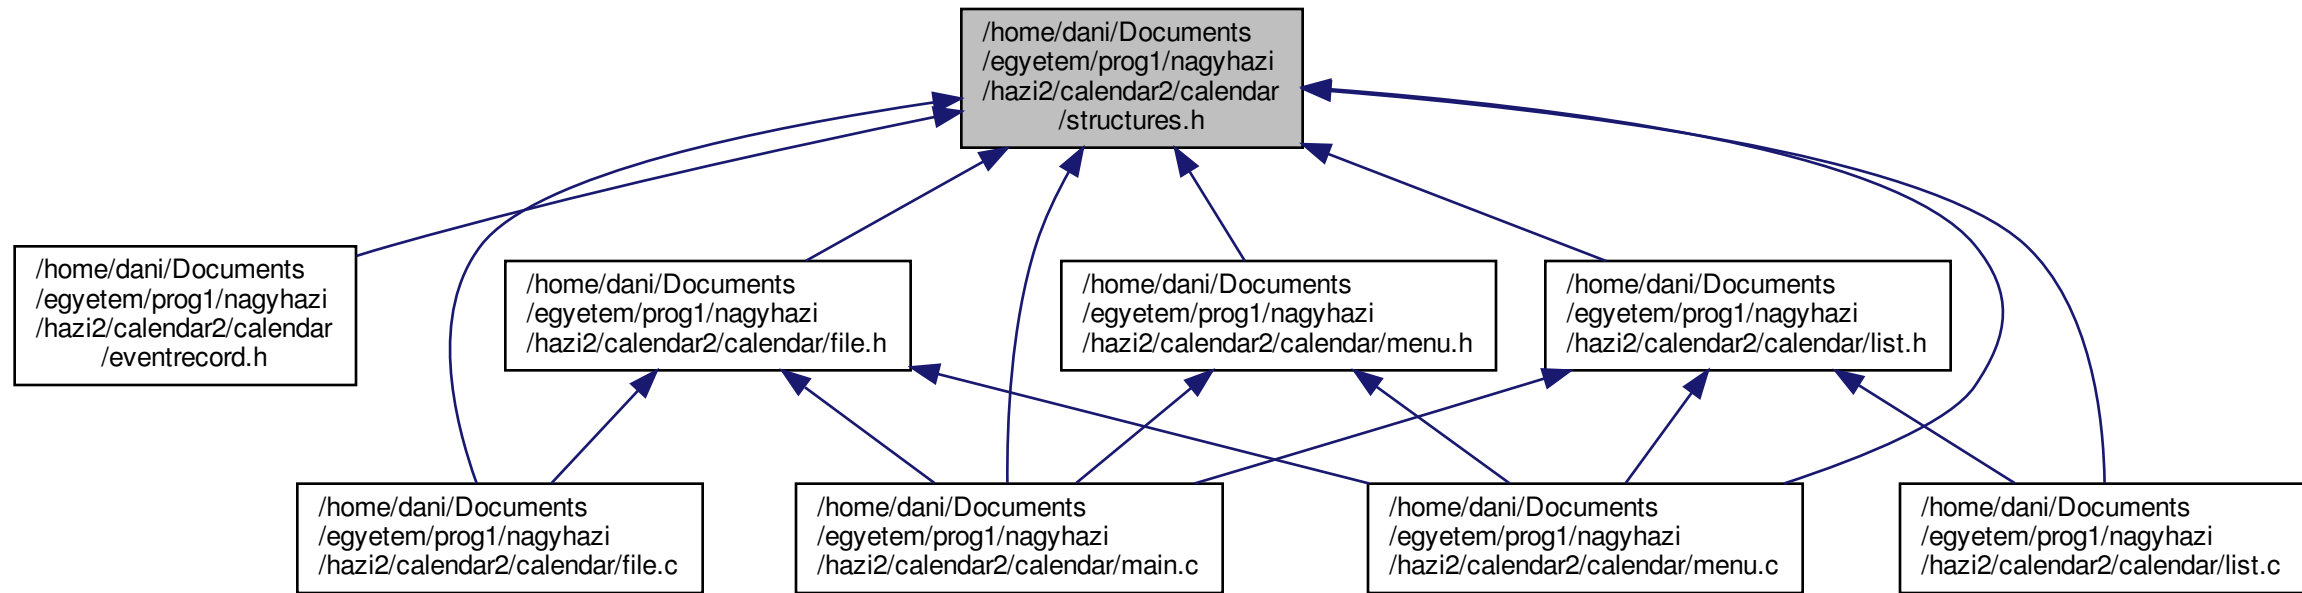 /home/dani/Documents
/egyetem/prog1/nagyhazi
/hazi2/calendar2/calendar
/structures.h
/home/dani/Documents
/egyetem/prog1/nagyhazi
/hazi2/calendar2/calendar
/eventrecord.h
/home/dani/Documents
/egyetem/prog1/nagyhazi
/hazi2/calendar2/calendar/file.h
/home/dani/Documents
/egyetem/prog1/nagyhazi
/hazi2/calendar2/calendar/menu.h
/home/dani/Documents
/egyetem/prog1/nagyhazi
/hazi2/calendar2/calendar/list.h
/home/dani/Documents
/egyetem/prog1/nagyhazi
/hazi2/calendar2/calendar/file.c
/home/dani/Documents
/egyetem/prog1/nagyhazi
/hazi2/calendar2/calendar/main.c
/home/dani/Documents
/egyetem/prog1/nagyhazi
/hazi2/calendar2/calendar/menu.c
/home/dani/Documents
/egyetem/prog1/nagyhazi
/hazi2/calendar2/calendar/list.c